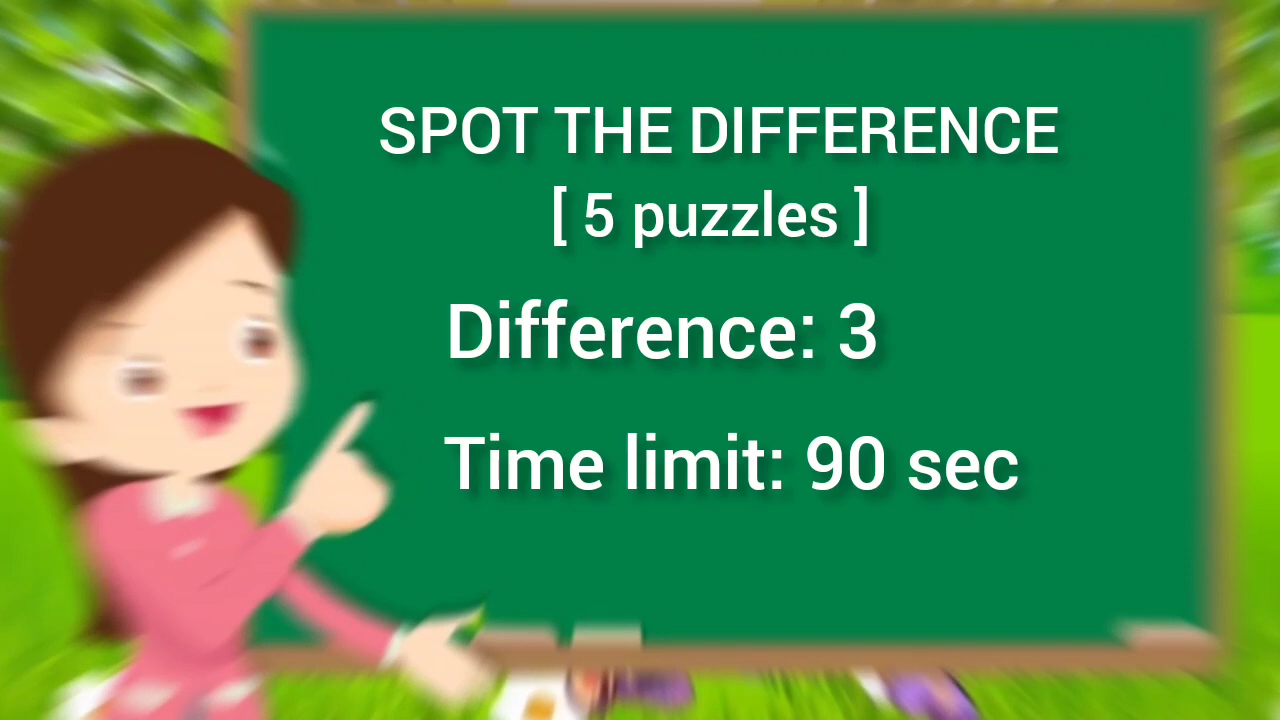 SPOT THE DIFFERENCE
[ 5 puzzles ]
Difference: 3
Time limit: 90 sec